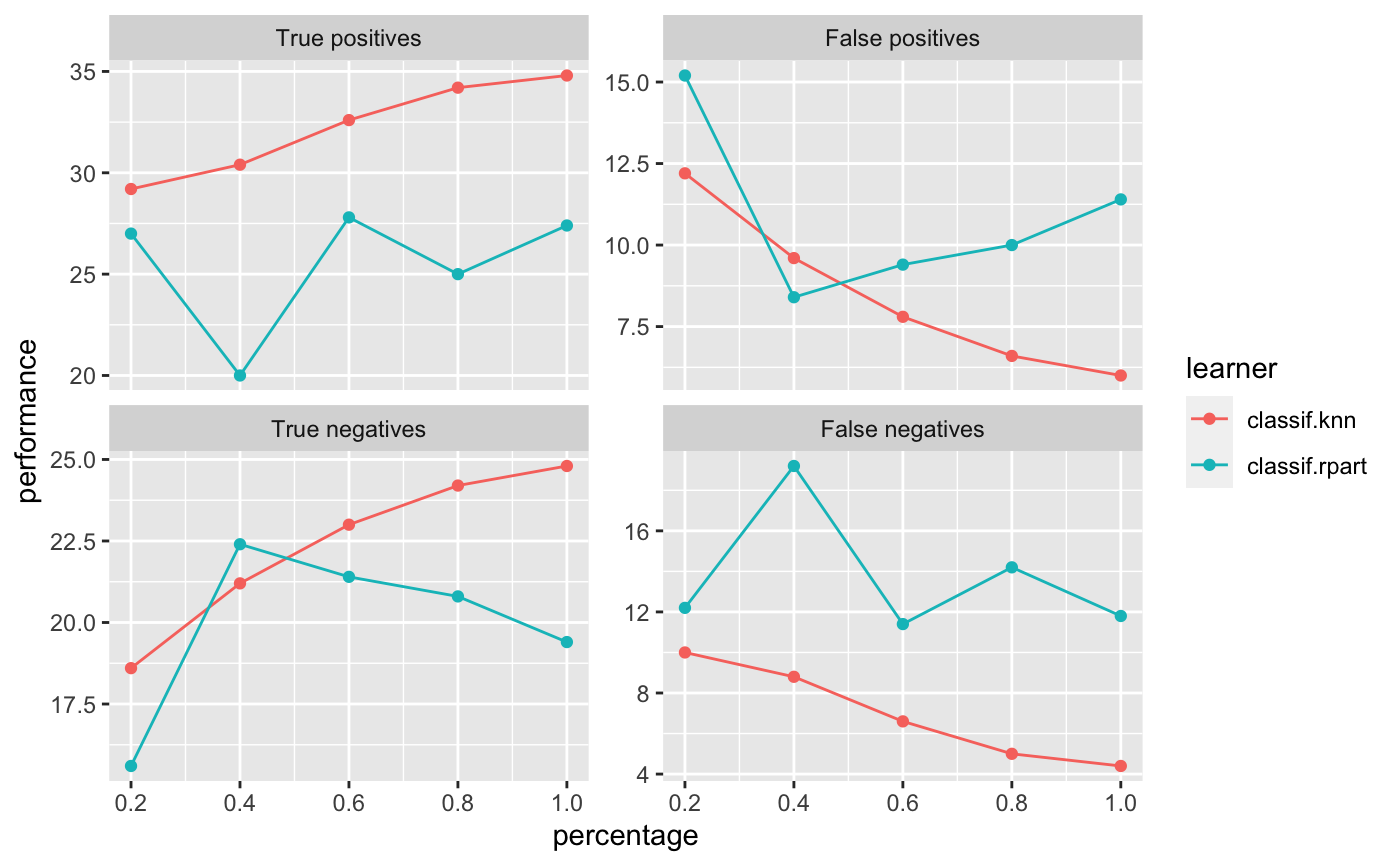 True positives
False positives
35
30
25
20
15.0
12.5
10.0
7.5
True negatives
False negatives
25.0
22.5
20.0
17.5
16
12
8
4
0.2 0.4 0.6 0.8 1.0
0.2 0.4 0.6 0.8 1.0
percentage
performance
learner
classif.knn
classif.rpart